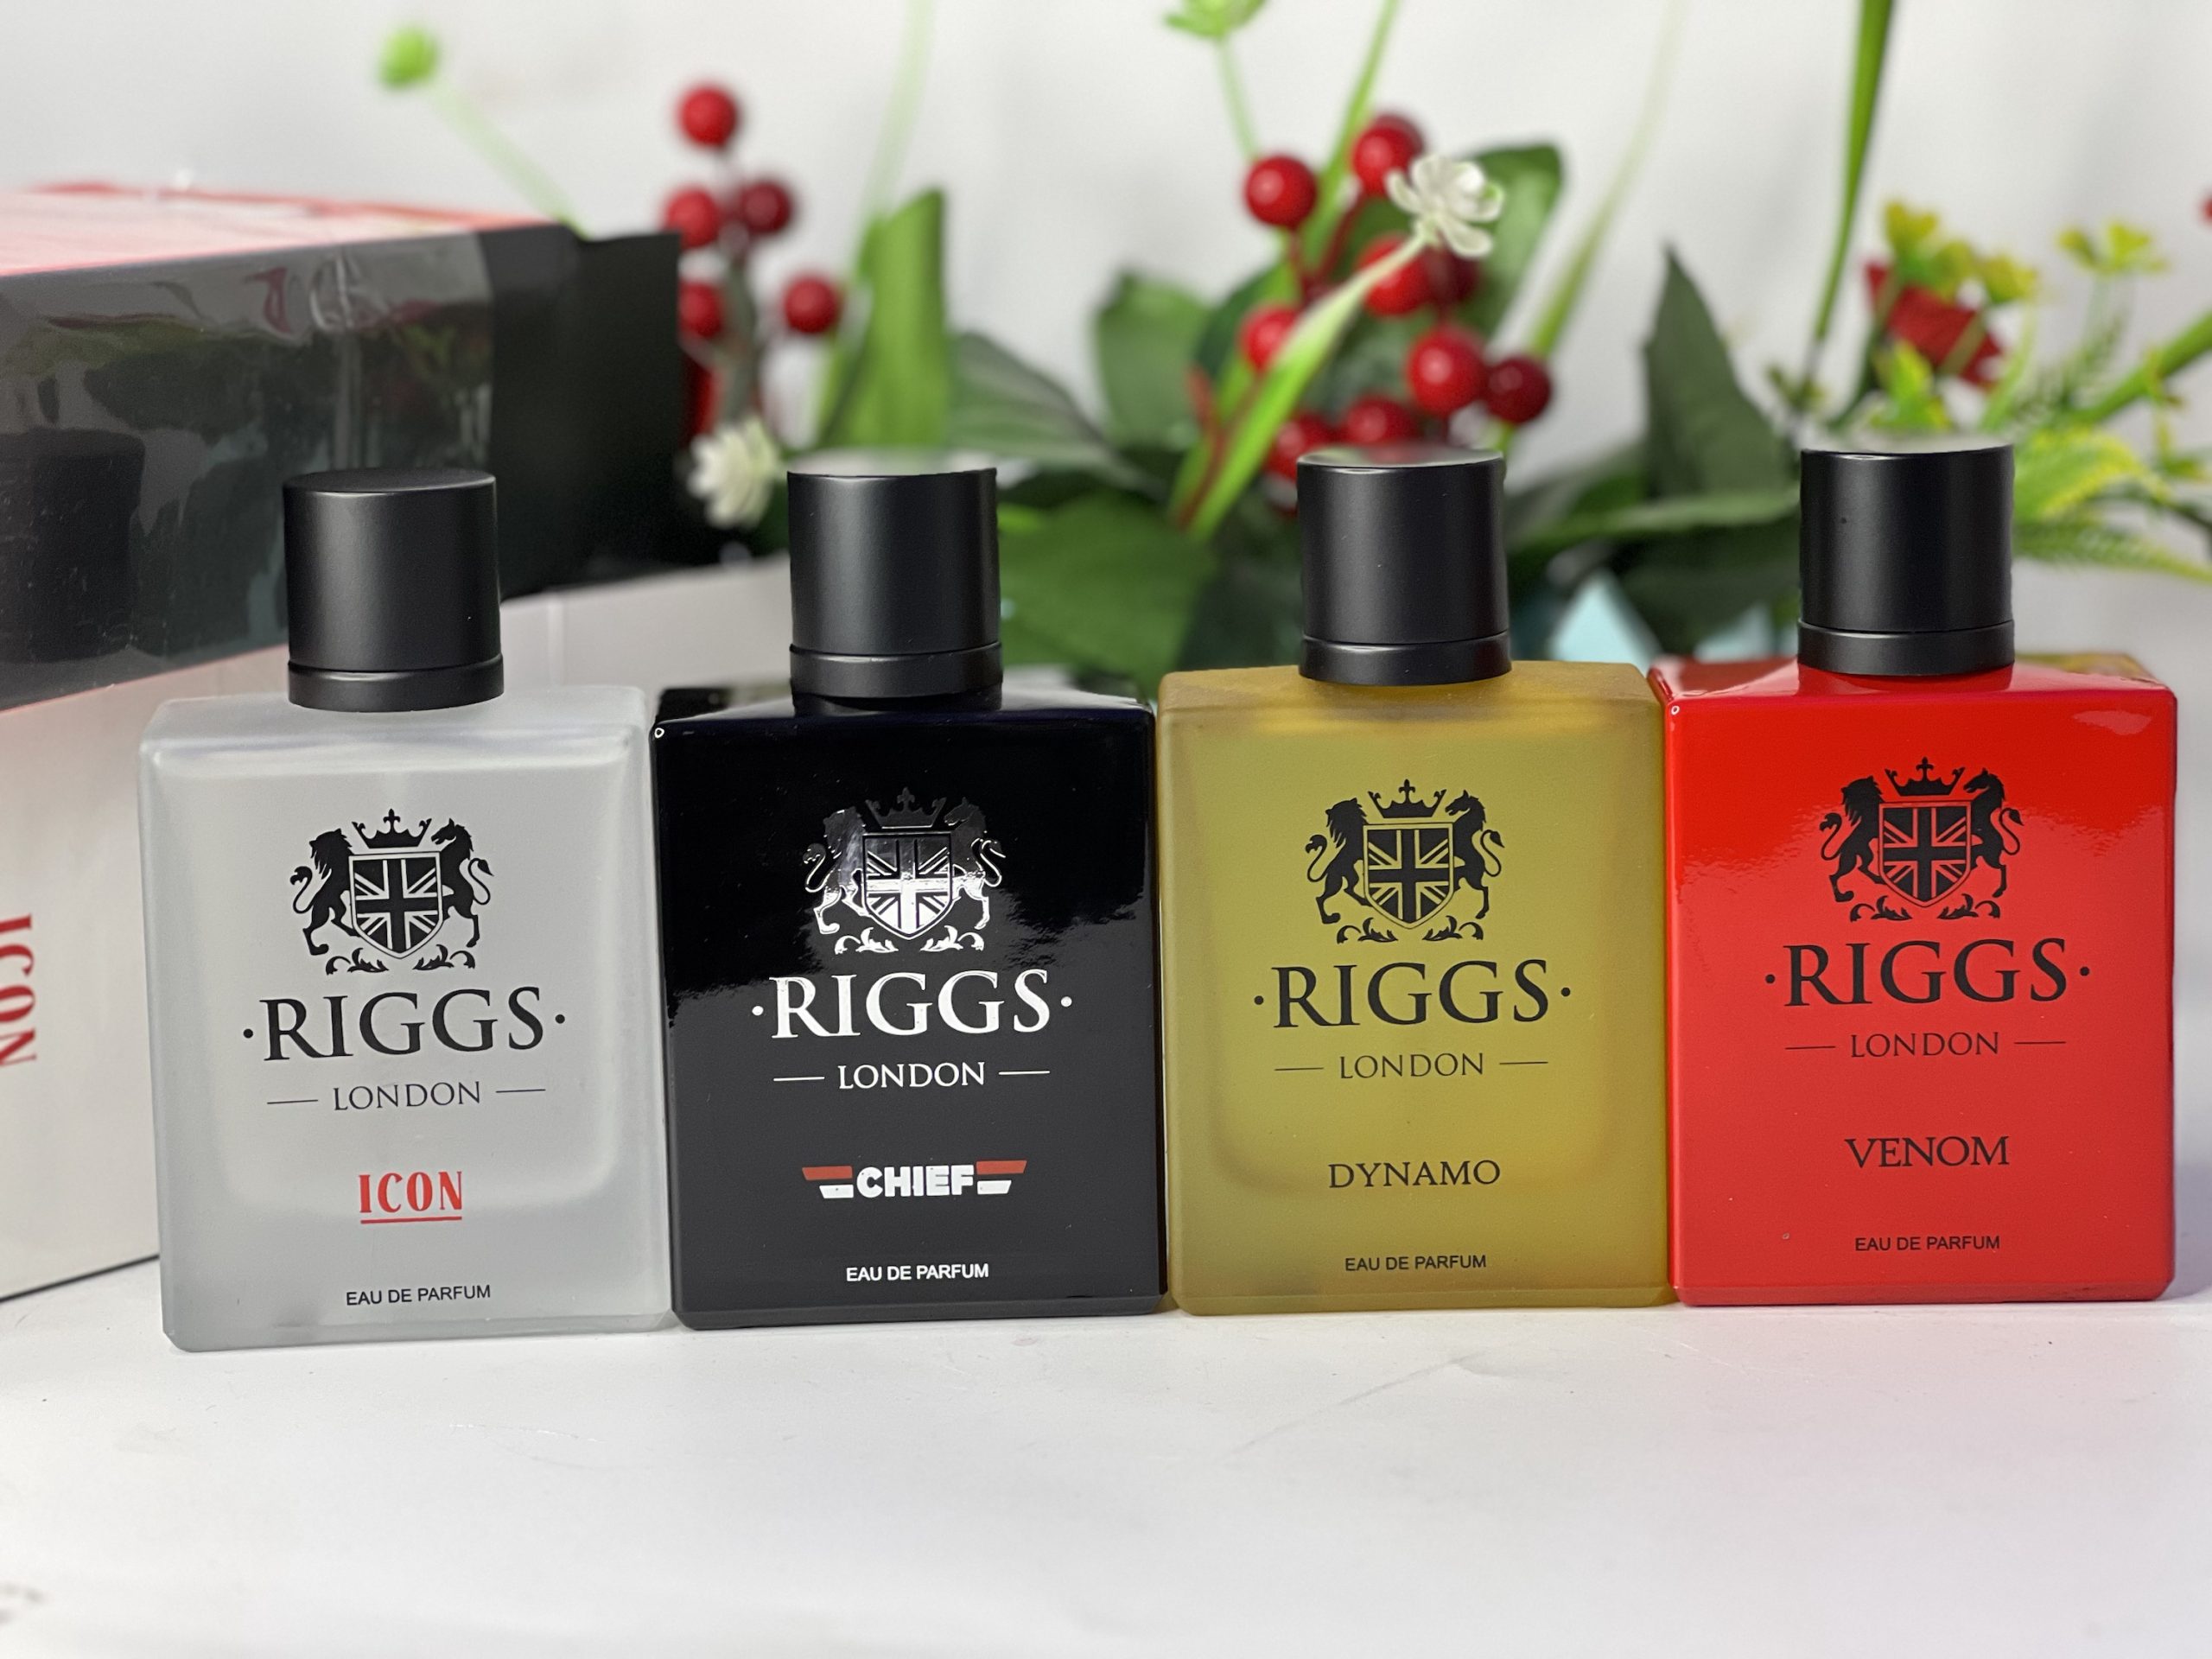 ICON
·RIGGS·
LONDON
ICON
EAU DE PARFUM
·RIGGS·
LONDON
CHIEF
EAU DE PARFUM
·RIGGS·
LONDON
DYNAMO
EAU DE PARFUM
·RIGGS·
LONDON
VENOM
EAU DE PARFUM